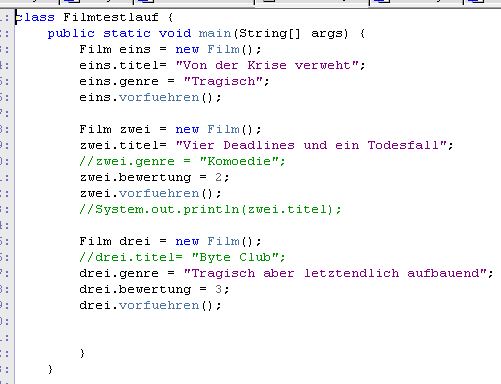 class Filmtestlauf {
public static void main(String[] args) {
Film eins = new Film();
eins.titel= "Von der Krise verweht";
eins.genre = "Tragisch";
eins.vorfuehren();
Film zwei = new Film();
zwei.titel= "Vier Deadlines und ein Todesfall";
//zwei.genre = "Komoedie";
zwei.bewertung = 2;
zwei.vorfuehren();
//System.out.println(zwei.titel);
Film drei = new Film();
//drei.titel= "Byte Club";
drei.genre = "Tragisch aber letztendlich aufbauend";
drei.bewertung = 3;
drei.vorfuehren();
}
}